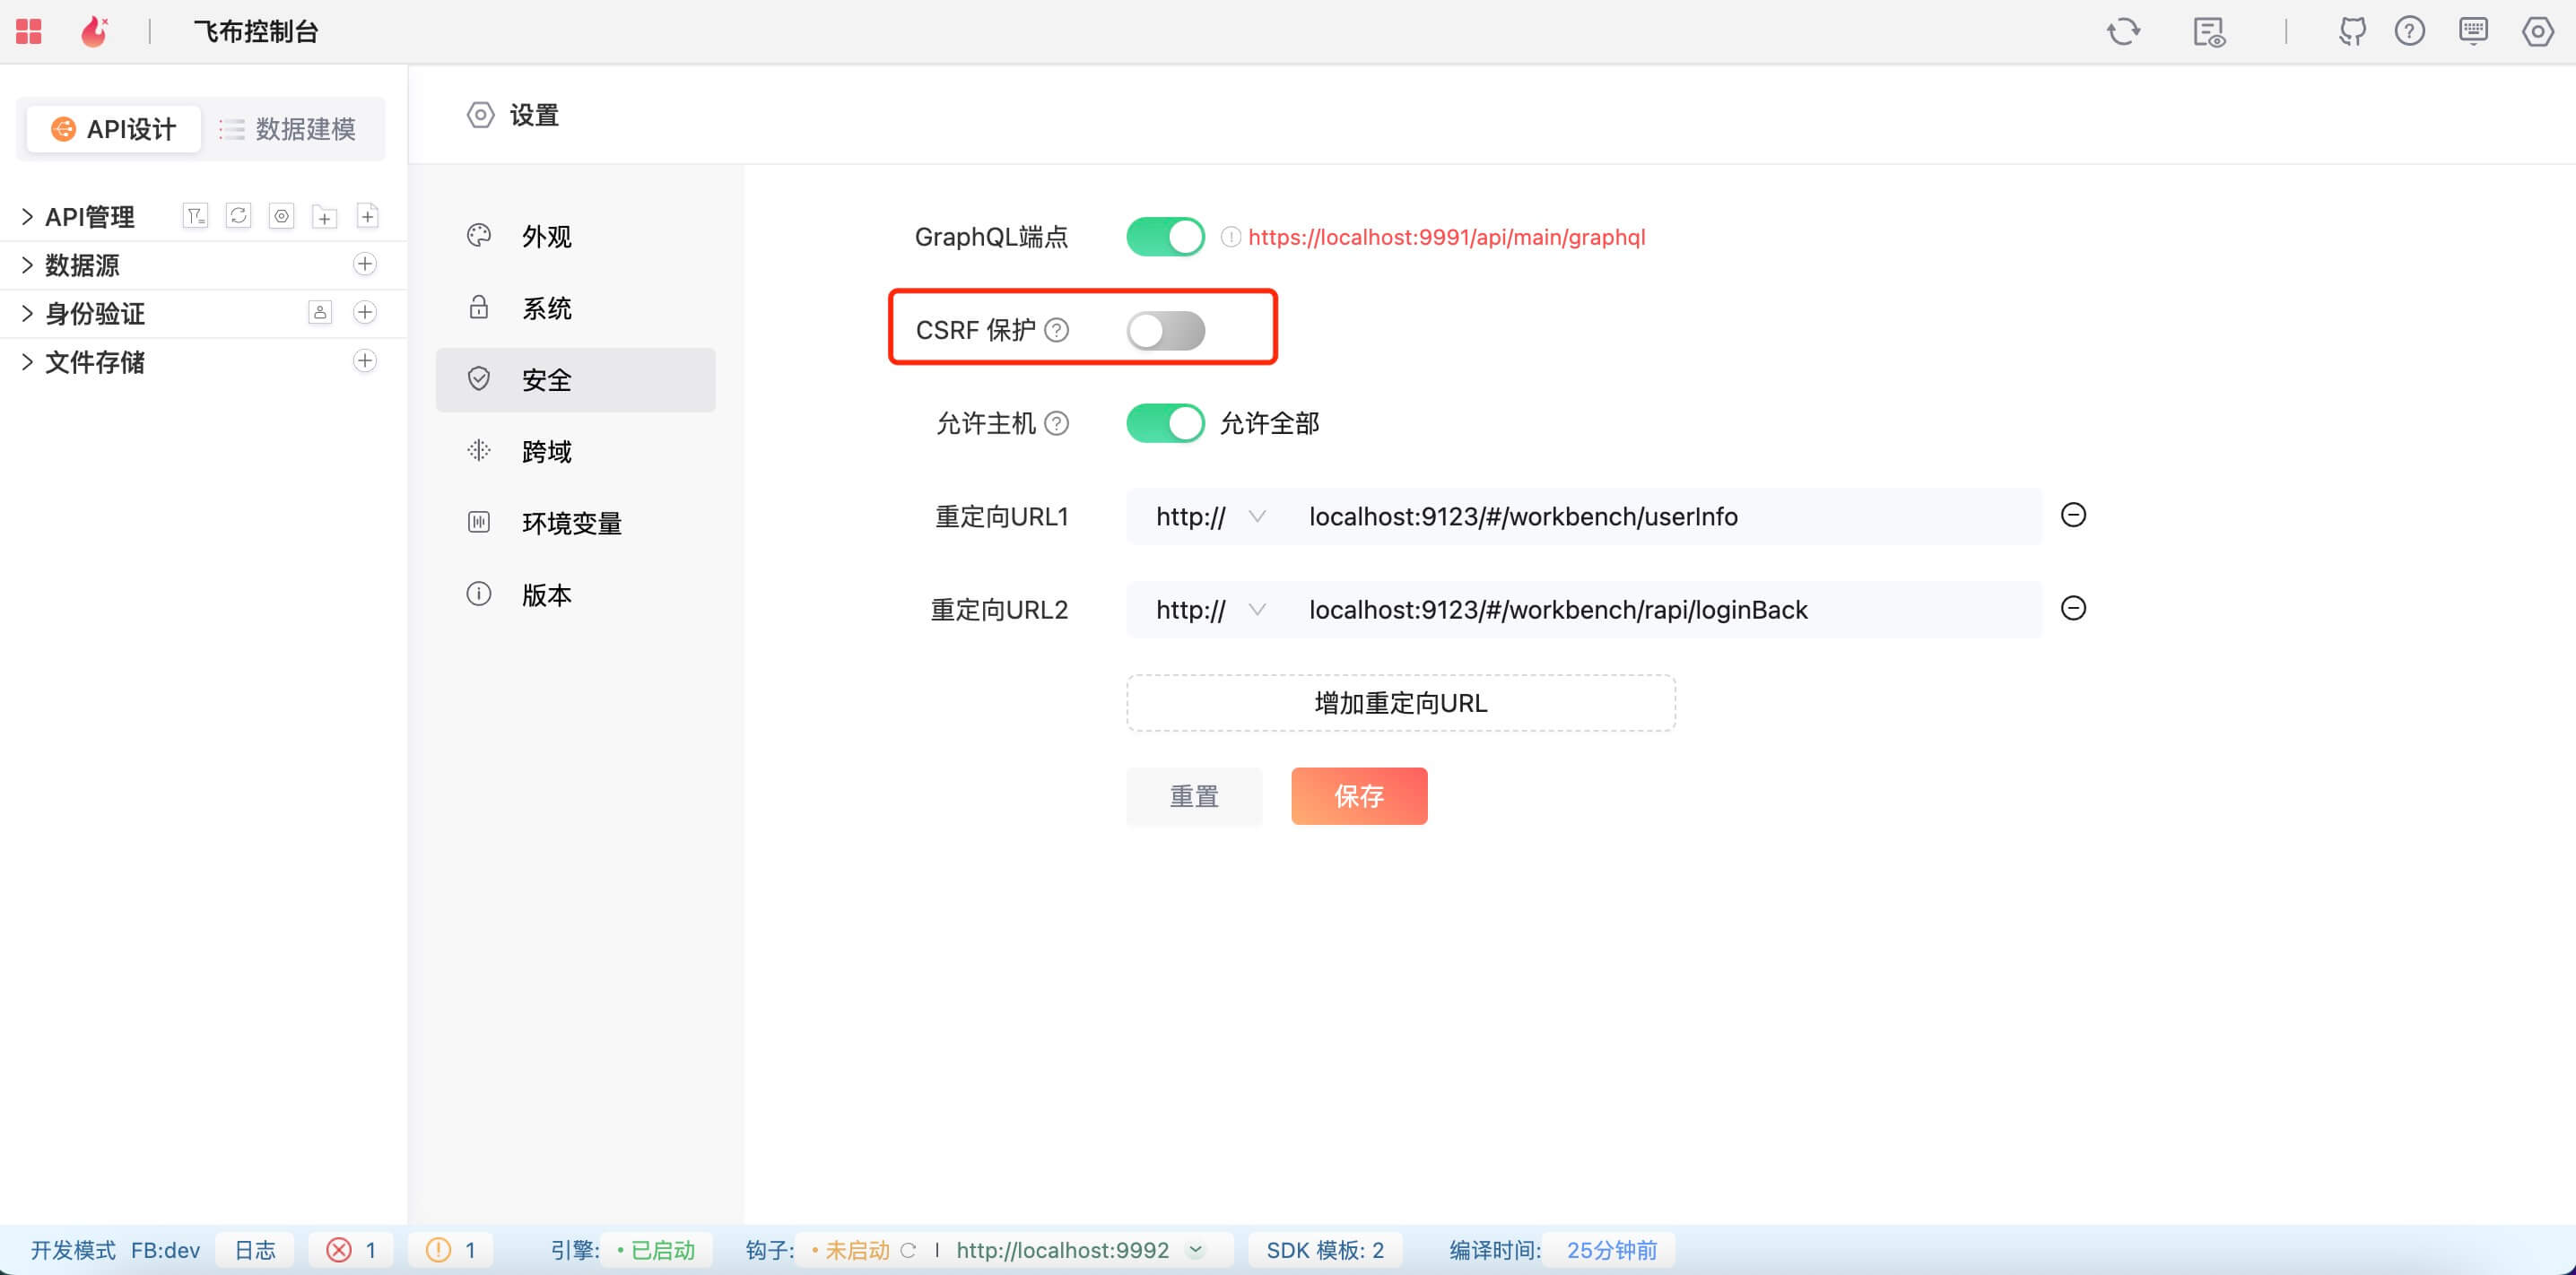 飞布控制台
API设计
数据建模
API管理
数据源
身份验证
文件存储
设置
外观
系统
安全
跨域
环境变量
版本
GraphQL端点
https://localhost:9991/api/main/graphql
CSRF 保护
允许主机
允许全部
重定向URL1
http://
localhost:9123/#/workbench/userInfo
重定向URL2
http://
localhost:9123/#/workbench/rapi/loginBack
增加重定向URL
重置
保存
开发模式 FB:dev 日志 1 1 引擎: • 已启动 钩子: • 未启动 | http://localhost:9992 SDK 模板: 2 编译时间: 25分钟前